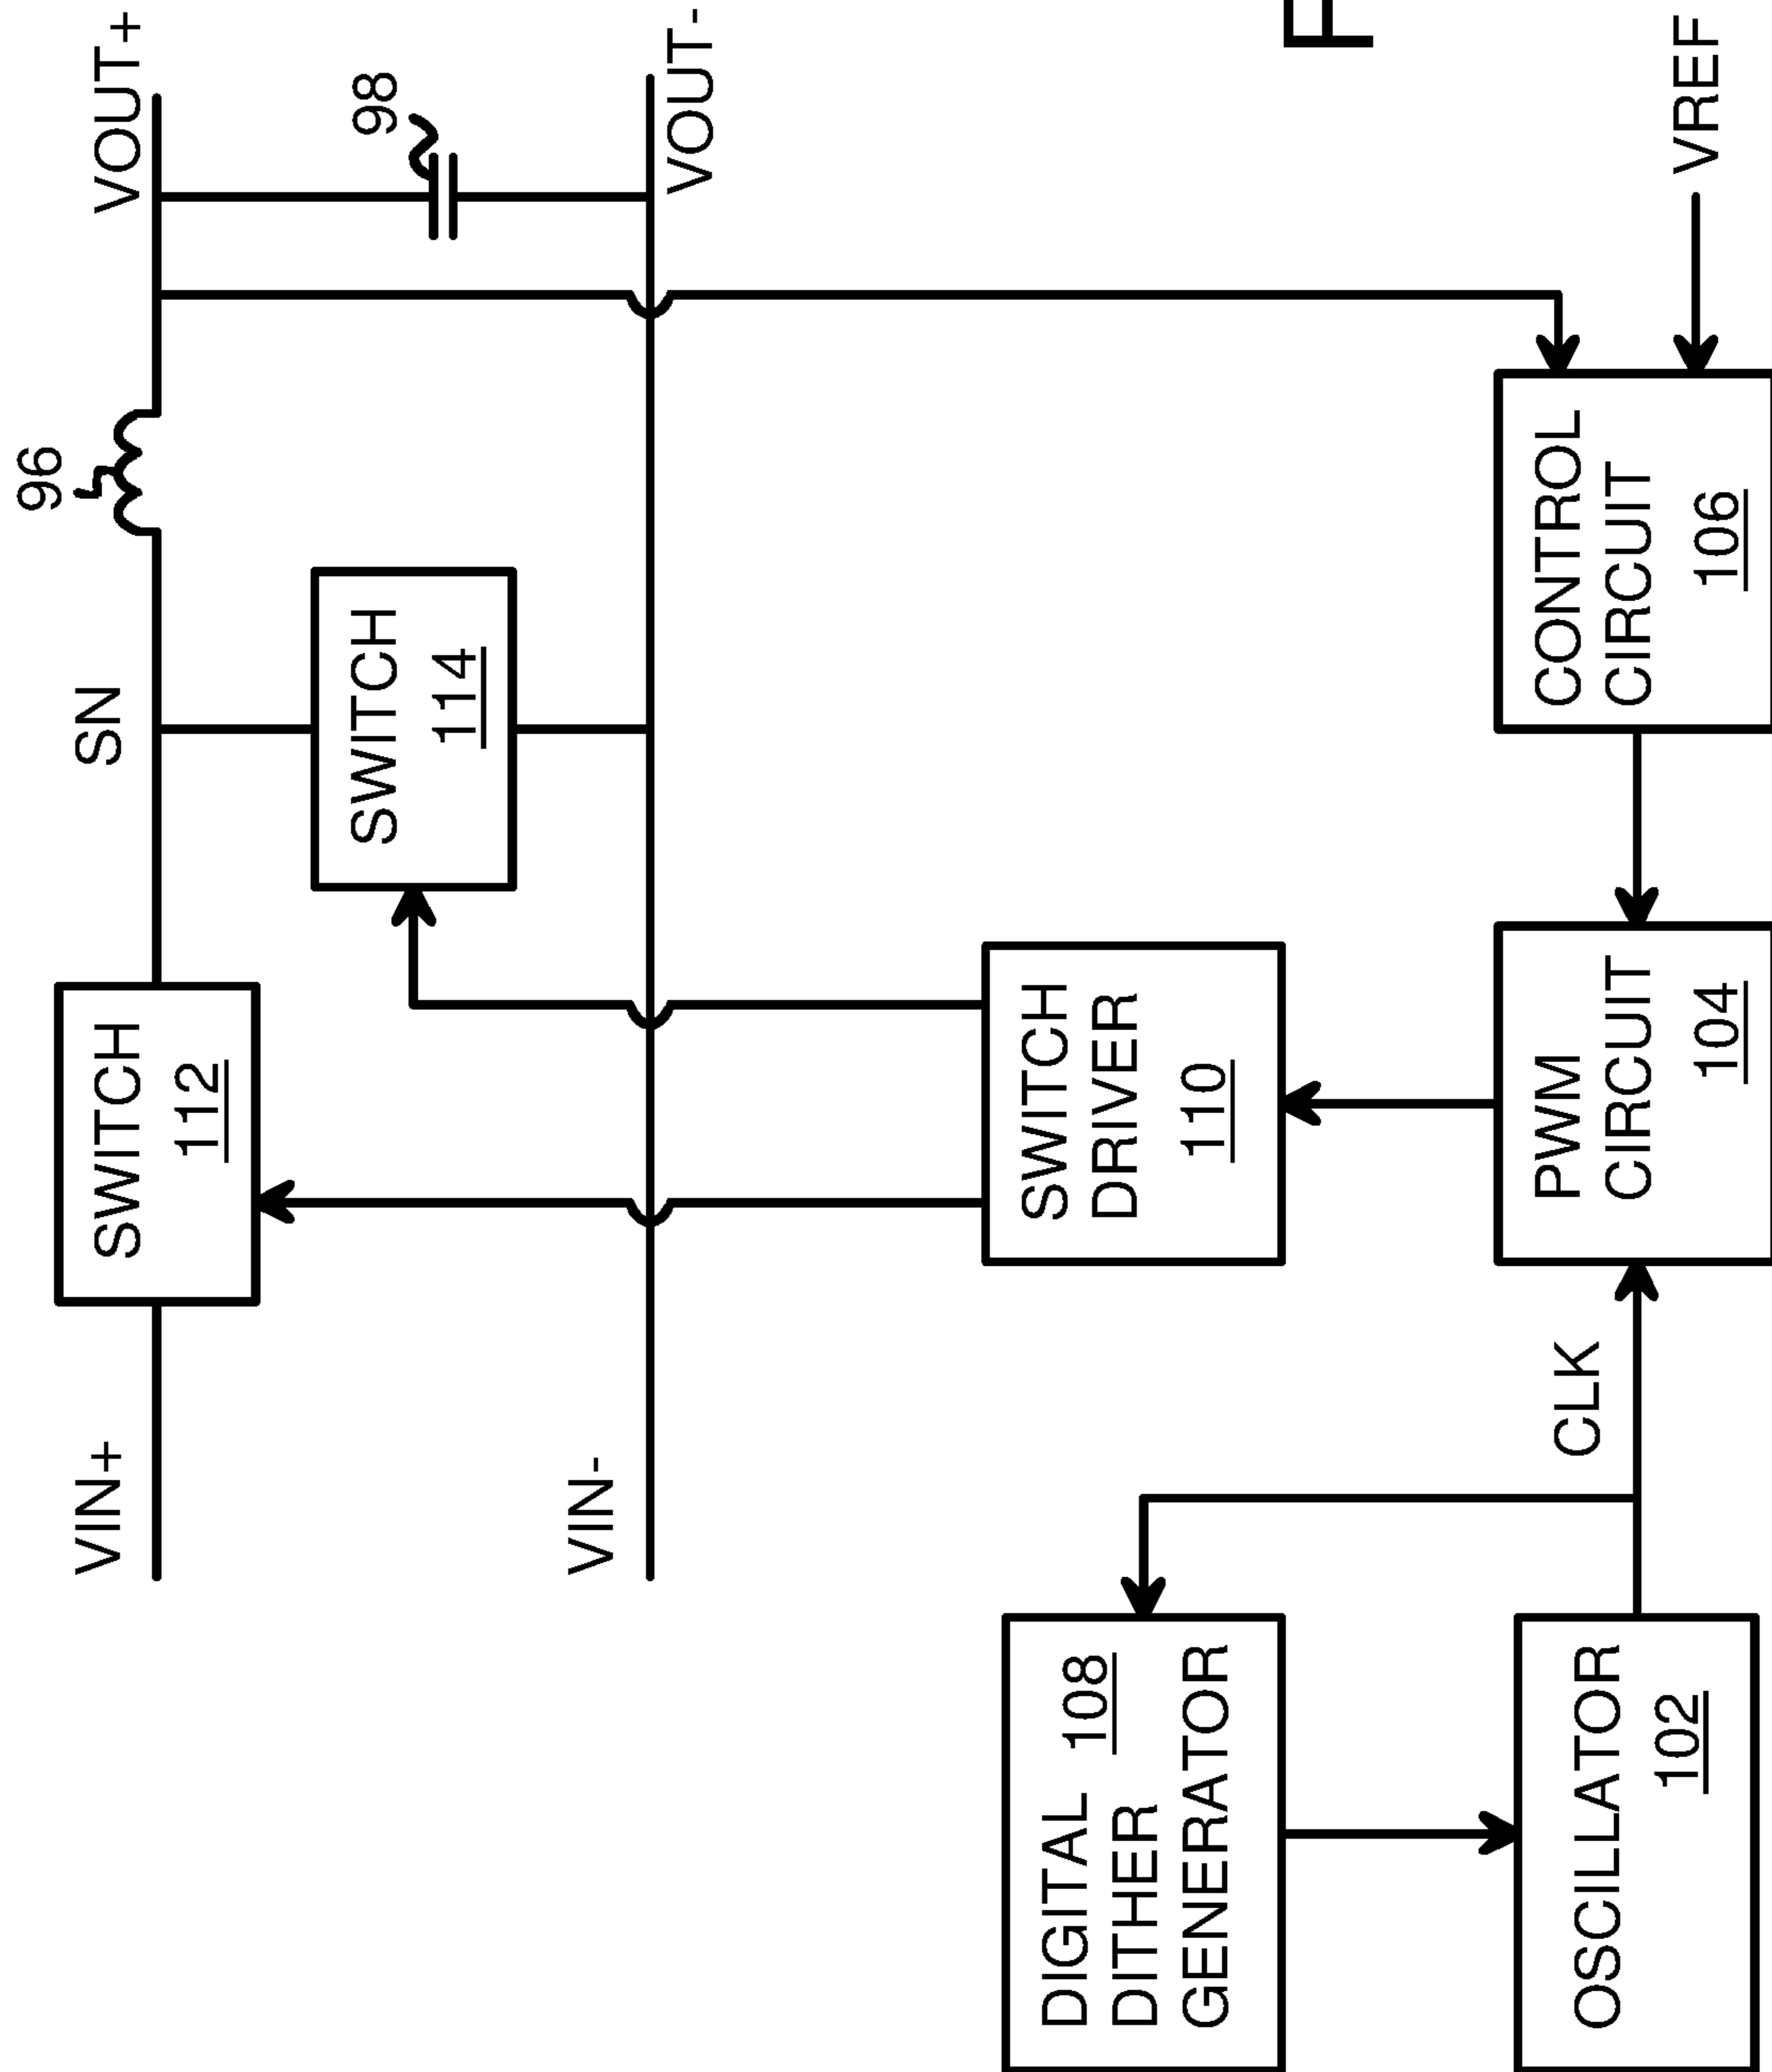 VIN+
SWITCH
112
SN
96
VOUT+
SWITCH
114
98
VIN-
VOUT-
DIGITAL
DITHER 108
GENERATOR
SWITCH
DRIVER
110
F
OSCILLATOR
102
CLK
PWM
CIRCUIT
104
CONTROL
CIRCUIT
106
VREF